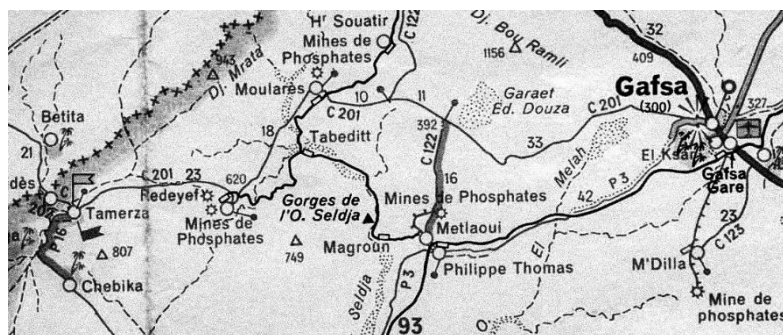 Hʳ Souatir
Mines de
Phosphates
C 122
Dj. Bou Ramli
1156
32
409
943
Dj. Mrata
Moularès
10
11
C 201
Garaet
Ed. Douza
Gafsa
(300)
C 201
327
Betita
21
18
Tabeditt
392
C 122
33
El Ksar
Gafsa
Gare
C 201 23
620
Redeyef
Mines de
Phosphates
Gorges de
l'O. Seldja
16
Mines de Phosphates
Melah
P 3
42
dès
C
202
Tamerza
P 16
807
749
Magroun
Metlaoui
Philippe Thomas
El
23
C 123
M'Dilla
Chebika
Seldja
P 3
93
O.
Mine de
phosphate